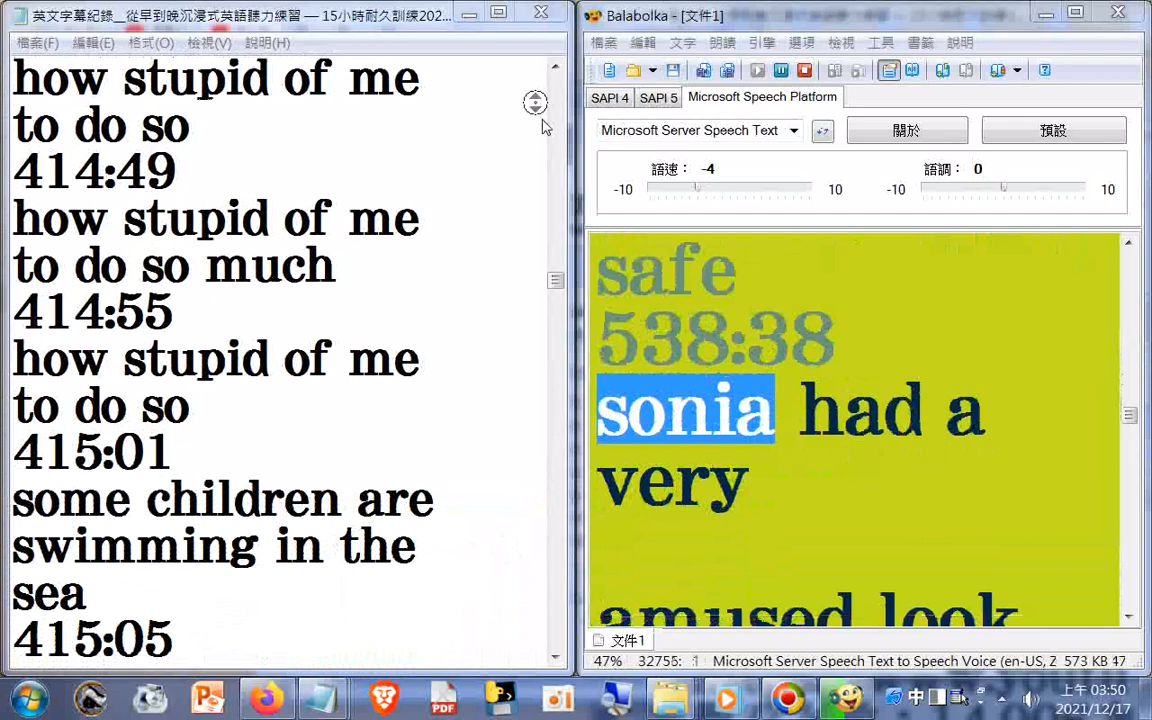 英文字幕紀錄__從早到晚沉浸式英語聽力練習 — 15小時耐久訓練202...
檔案(F) 編輯(E) 格式(O) 檢視(V) 說明(H)
how stupid of me
to do so
414:49
how stupid of me
to do so much
414:55
how stupid of me
to do so
415:01
some children are
swimming in the
sea
415:05
Balabolka - [文件1]
檔案 編輯 文字 朗讀 引擎 選項 檢視 工具 書籤 說明
SAPI 4 SAPI 5 Microsoft Speech Platform
Microsoft Server Speech Text 關於 預設
語速： -4 語調： 0
-10 10 -10 10
safe
538:38
sonia had a
very
amused look
文件1
47% 32755: 1 Microsoft Server Speech Text to Speech Voice (en-US, Z 573 KB 47
PDF
中
上午 03:50
2021/12/17